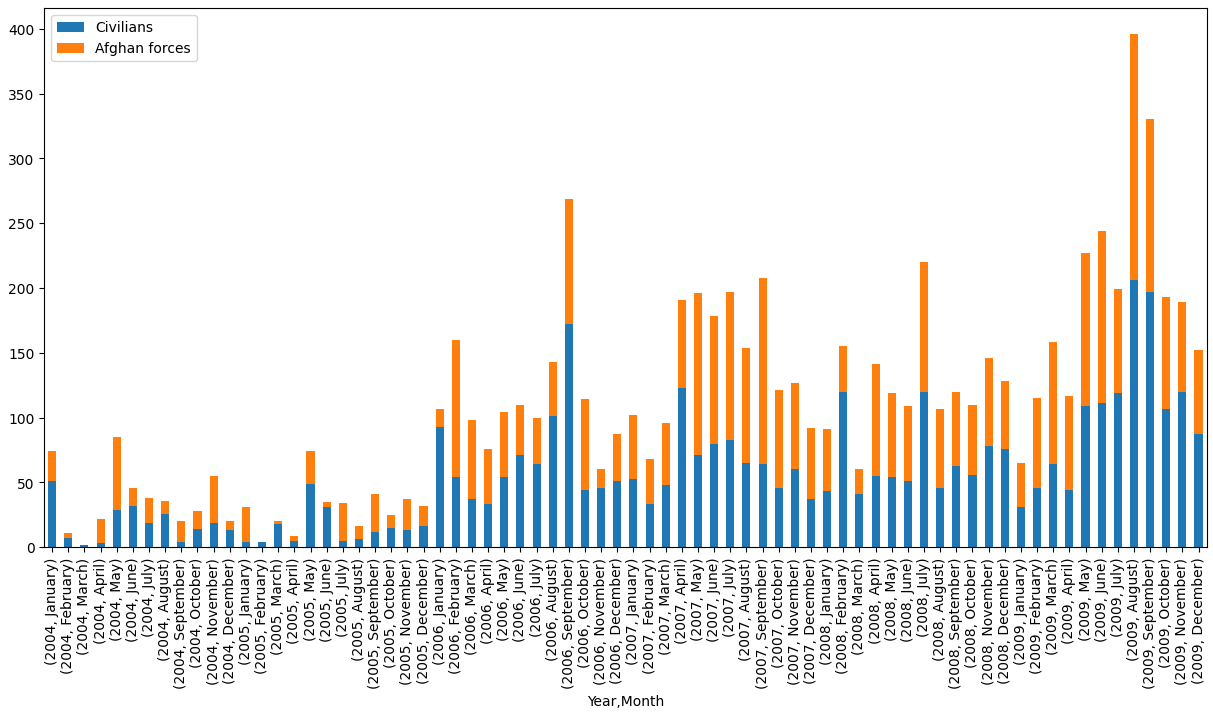 400
350
300
250
200
150
100
50
0
Civilians
Afghan forces
(2004, January)
(2004, February)
(2004, March)
(2004, April)
(2004, May)
(2004, June)
(2004, July)
(2004, August)
(2004, September)
(2004, October)
(2004, November)
(2004, December)
(2005, January)
(2005, February)
(2005, March)
(2005, April)
(2005, May)
(2005, June)
(2005, July)
(2005, August)
(2005, September)
(2005, October)
(2005, November)
(2005, December)
(2006, January)
(2006, February)
(2006, March)
(2006, April)
(2006, May)
(2006, June)
(2006, July)
(2006, August)
(2006, September)
(2006, October)
(2006, November)
(2006, December)
(2007, January)
(2007, February)
(2007, March)
(2007, April)
(2007, May)
(2007, June)
(2007, July)
(2007, August)
(2007, September)
(2007, October)
(2007, November)
(2007, December)
(2008, January)
(2008, February)
(2008, March)
(2008, April)
(2008, May)
(2008, June)
(2008, July)
(2008, August)
(2008, September)
(2008, October)
(2008, November)
(2008, December)
(2009, January)
(2009, February)
(2009, March)
(2009, April)
(2009, May)
(2009, June)
(2009, July)
(2009, August)
(2009, September)
(2009, October)
(2009, November)
(2009, December)
Year,Month